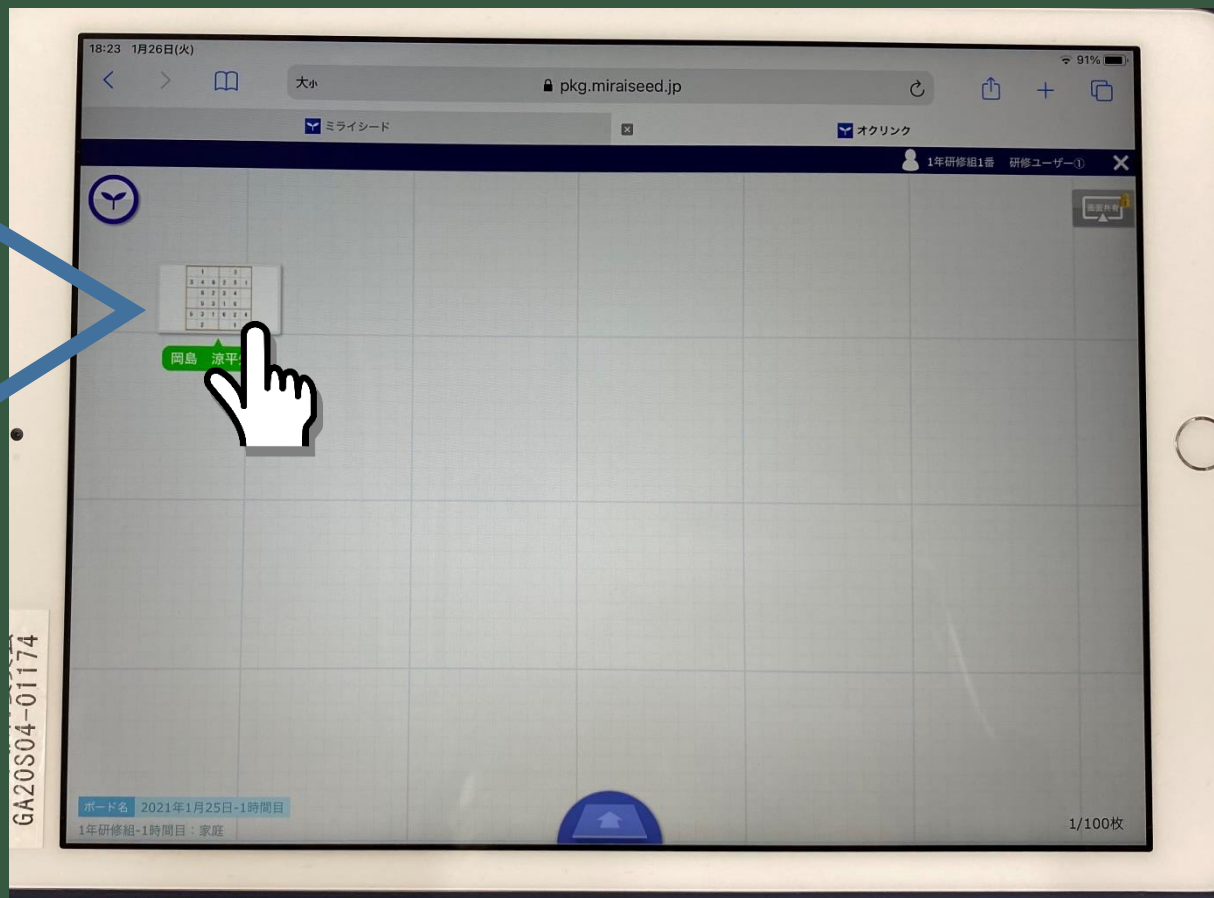 18:23 1月26日(火)
91%
大小
pkg.miraiseed.jp
ミライシード
オクリンク
1年研修組1番 研修ユーザー①
画面共有
岡島 涼平
GA20S04-01174
ボード名 2021年1月25日-1時間目
1年研修組-1時間目:家庭
1/100枚